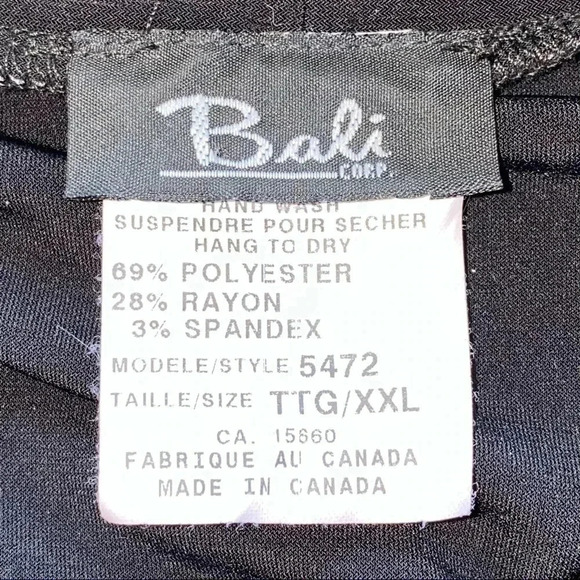 Bali
CORP.
HAND WASH
SUSPENDRE POUR SECHER
HANG TO DRY
69% POLYESTER
28% RAYON
3% SPANDEX
MODELE/STYLE 5472
TAILLE/SIZE TTG/XXL
CA. 15660
FABRIQUE AU CANADA
MADE IN CANADA